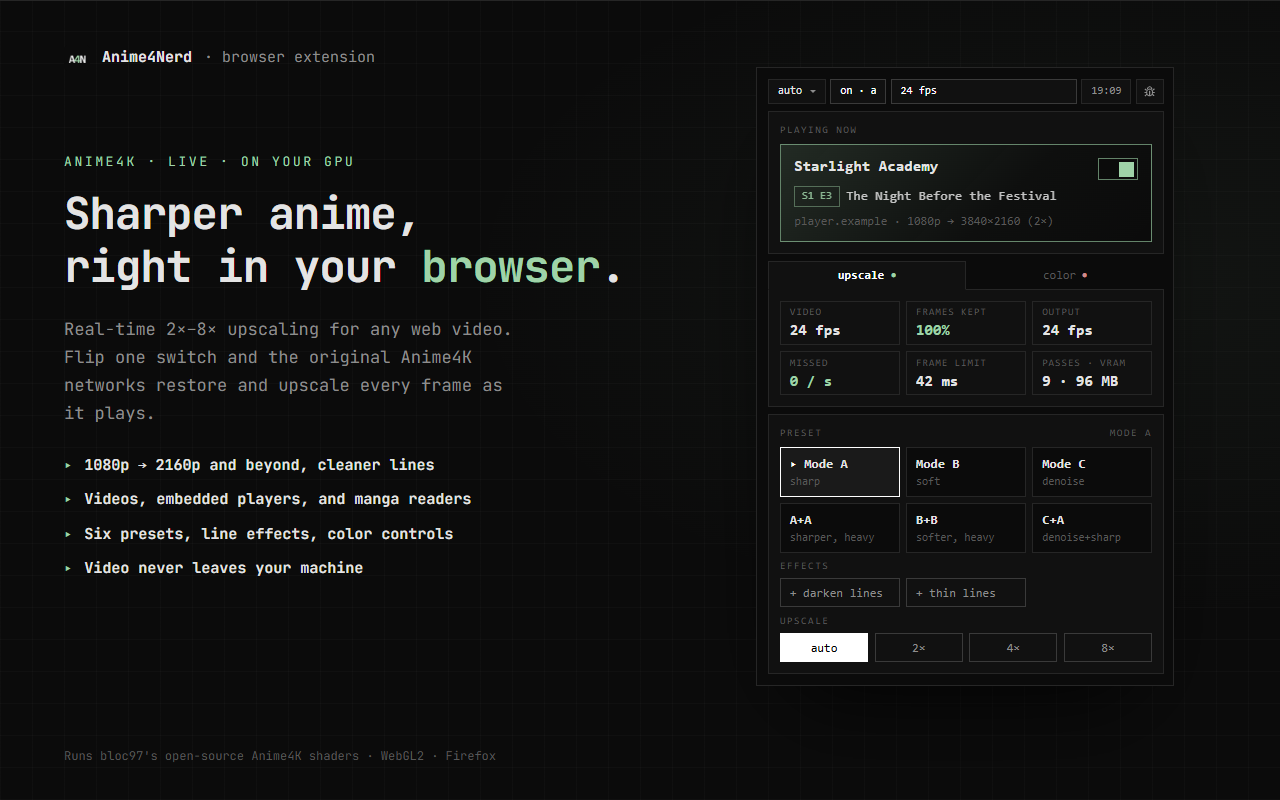 A4N Anime4Nerd · browser extension
ANIME4K · LIVE · ON YOUR GPU
Sharper anime,
right in your browser.
Real-time 2×–8× upscaling for any web video.
Flip one switch and the original Anime4K
networks restore and upscale every frame as
it plays.
▸ 1080p → 2160p and beyond, cleaner lines
▸ Videos, embedded players, and manga readers
▸ Six presets, line effects, color controls
▸ Video never leaves your machine
Runs bloc97's open-source Anime4K shaders · WebGL2 · Firefox
auto on · a 24 fps 19:09
PLAYING NOW
Starlight Academy
S1 E3 The Night Before the Festival
player.example · 1080p → 3840×2160 (2×)
upscale • color •
VIDEO FRAMES KEPT OUTPUT
24 fps 100% 24 fps
MISSED FRAME LIMIT PASSES · VRAM
0 / s 42 ms 9 · 96 MB
PRESET MODE A
▸ Mode A Mode B Mode C
sharp soft denoise
A+A B+B C+A
sharper, heavy softer, heavy denoise+sharp
EFFECTS
+ darken lines + thin lines
UPSCALE
auto 2× 4× 8×